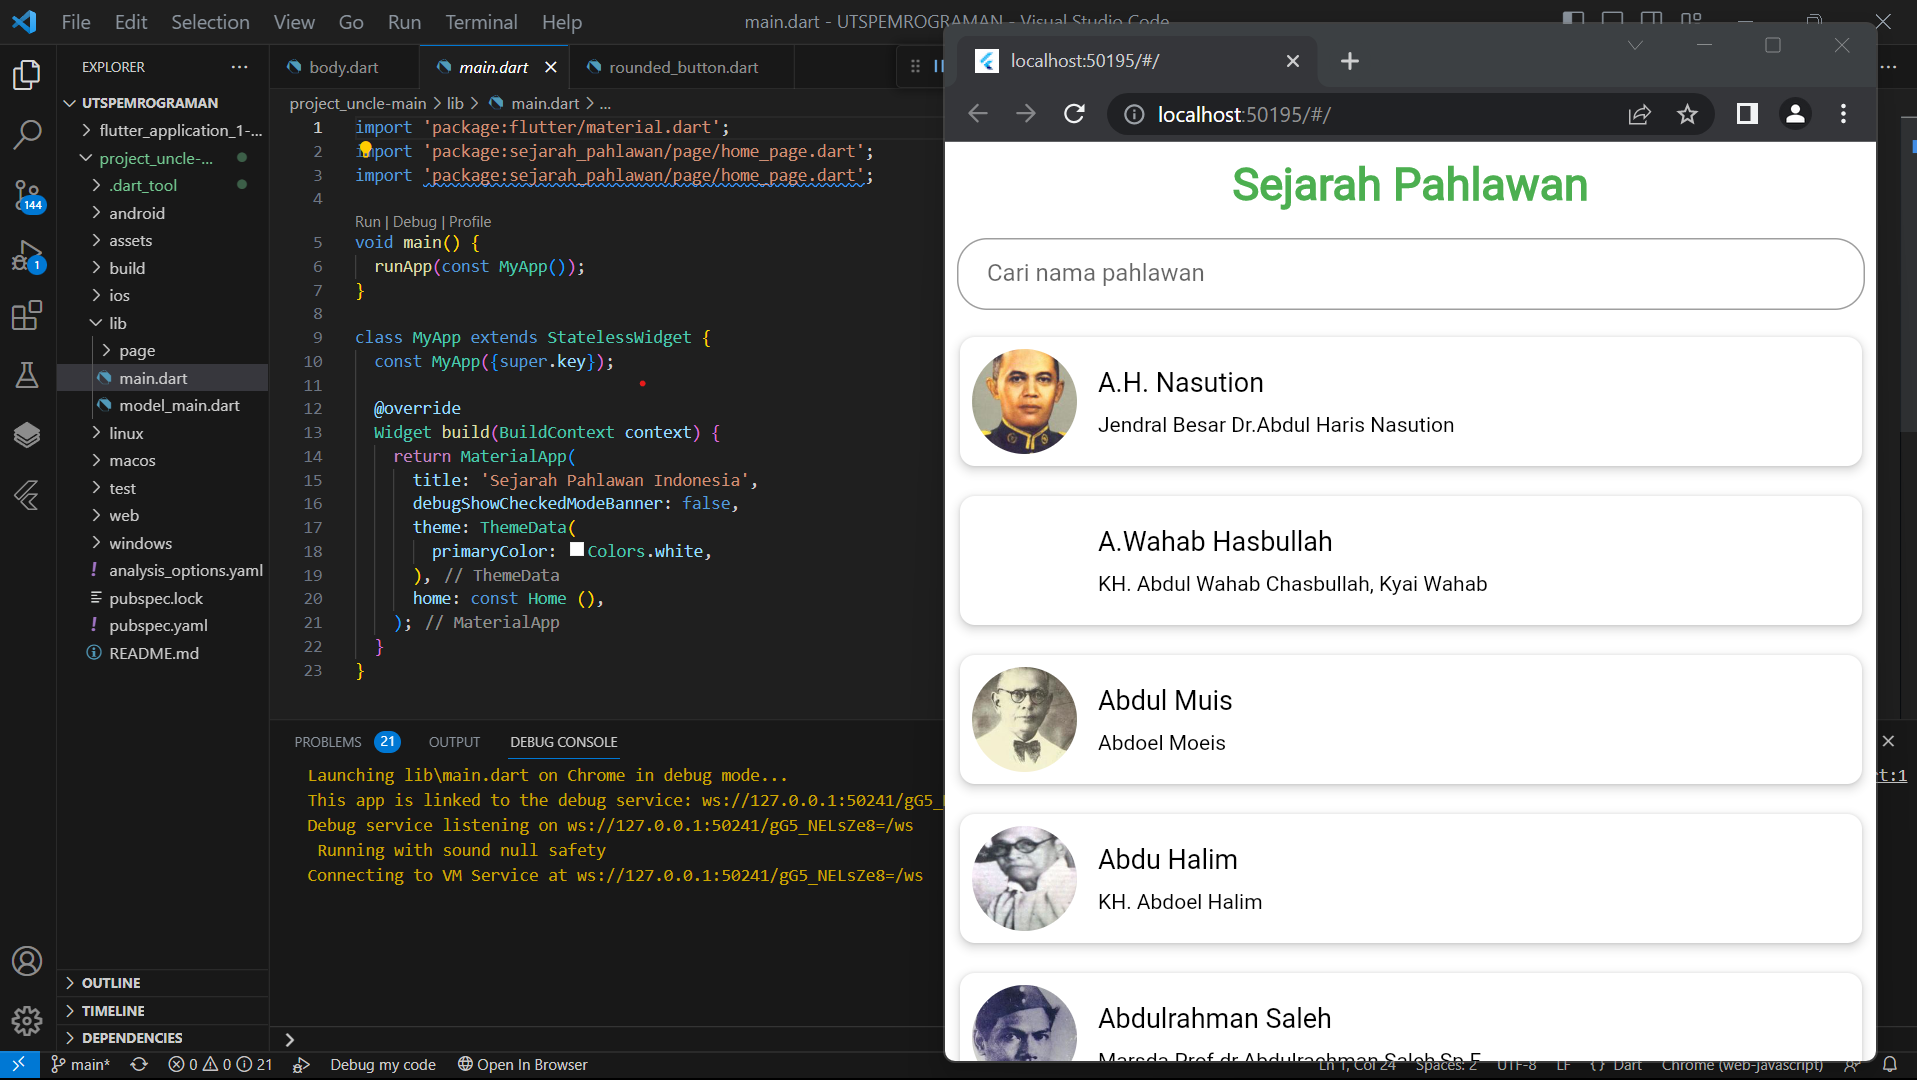 File Edit Selection View Go Run Terminal Help
main.dart - UTSPEMROGRAMAN - Visual Studio Code
EXPLORER
UTSPEMROGRAMAN
flutter_application_1-...
project_uncle-...
.dart_tool
android
assets
build
ios
lib
page
main.dart
model_main.dart
linux
macos
test
web
windows
analysis_options.yaml
pubspec.lock
pubspec.yaml
README.md
OUTLINE
TIMELINE
DEPENDENCIES
144
1
body.dart
main.dart
rounded_button.dart
project_uncle-main > lib > main.dart > ...
1 import 'package:flutter/material.dart';
2 import 'package:sejarah_pahlawan/page/home_page.dart';
3 import 'package:sejarah_pahlawan/page/home_page.dart';
4
Run | Debug | Profile
5 void main() {
6 runApp(const MyApp());
7 }
8
9 class MyApp extends StatelessWidget {
10 const MyApp({super.key});
11
12 @override
13 Widget build(BuildContext context) {
14 return MaterialApp(
15 title: 'Sejarah Pahlawan Indonesia',
16 debugShowCheckedModeBanner: false,
17 theme: ThemeData(
18 primaryColor: Colors.white,
19 ), // ThemeData
20 home: const Home (),
21 ); // MaterialApp
22 }
23 }
PROBLEMS 21 OUTPUT DEBUG CONSOLE
Launching lib\main.dart on Chrome in debug mode...
This app is linked to the debug service: ws://127.0.0.1:50241/gG5_
Debug service listening on ws://127.0.0.1:50241/gG5_NELsZe8=/ws
Running with sound null safety
Connecting to VM Service at ws://127.0.0.1:50241/gG5_NELsZe8=/ws
rt:1
localhost:50195/#/
localhost:50195/#/
Sejarah Pahlawan
Cari nama pahlawan
A.H. Nasution
Jendral Besar Dr.Abdul Haris Nasution
A.Wahab Hasbullah
KH. Abdul Wahab Chasbullah, Kyai Wahab
Abdul Muis
Abdoel Moeis
Abdu Halim
KH. Abdoel Halim
Abdulrahman Saleh
Marsda Prof.dr.Abdulrachman Saleh,Sp.F
main* 0 0 21 Debug my code Open In Browser
Ln 1, Col 24 Spaces: 2 UTF-8 LF {} Dart Chrome (web-javascript)